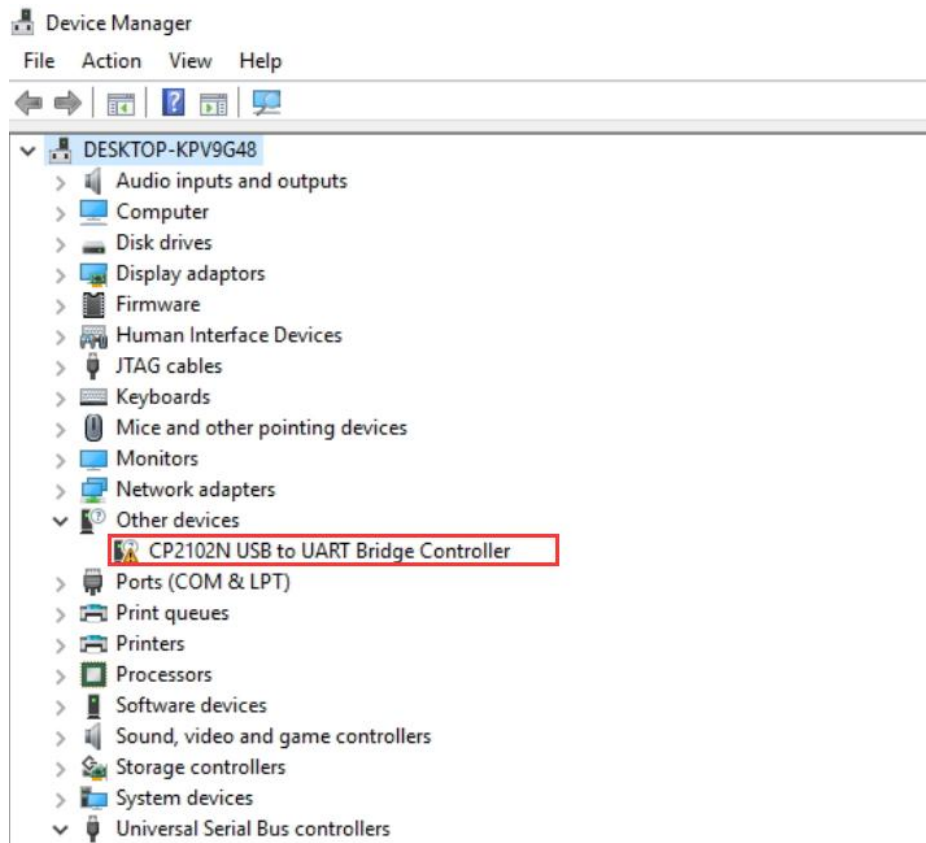 Device Manager
File Action View Help
DESKTOP-KPV9G48
Audio inputs and outputs
Computer
Disk drives
Display adaptors
Firmware
Human Interface Devices
JTAG cables
Keyboards
Mice and other pointing devices
Monitors
Network adapters
Other devices
CP2102N USB to UART Bridge Controller
Ports (COM & LPT)
Print queues
Printers
Processors
Software devices
Sound, video and game controllers
Storage controllers
System devices
Universal Serial Bus controllers